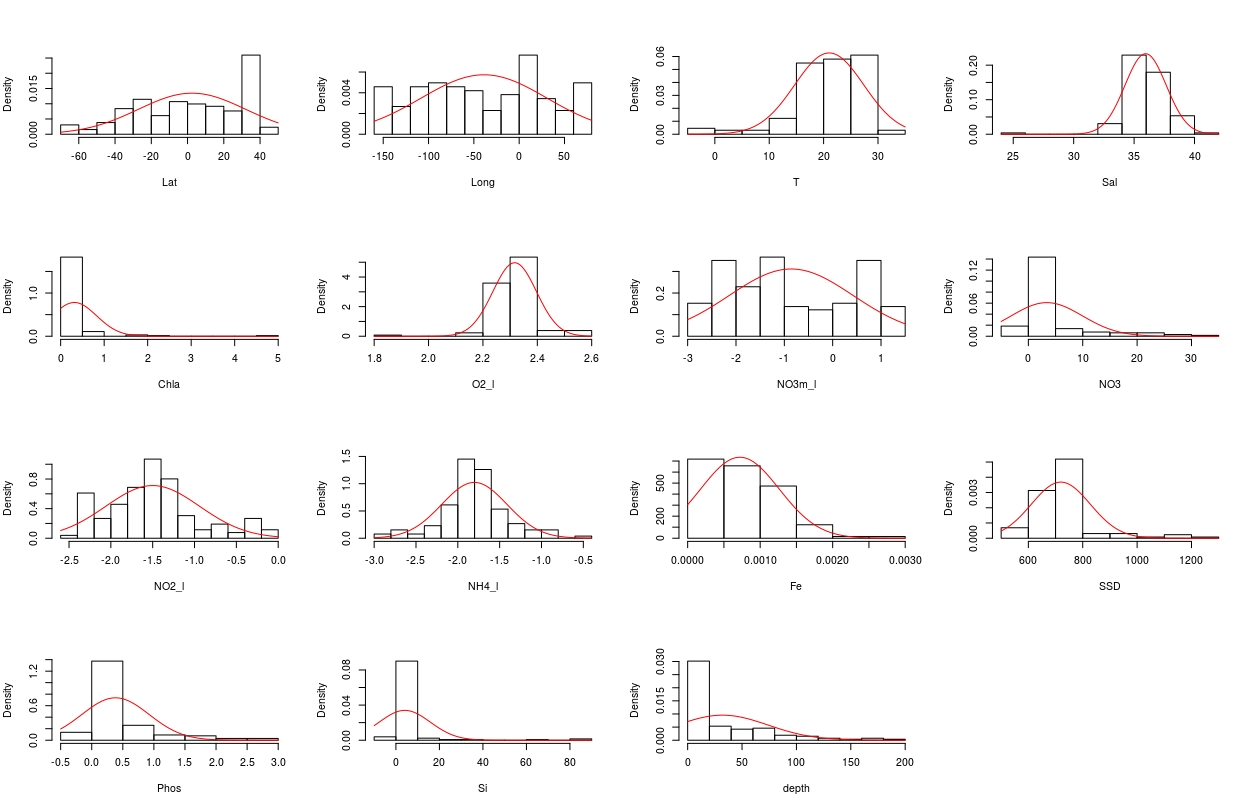 Density
0.000 0.015
-60 -40 -20 0 20 40
Lat
Density
0.000 0.004
-150 -100 -50 0 50
Long
Density
0.00 0.03 0.06
0 10 20 30
T
Density
0.00 0.10 0.20
25 30 35 40
Sal
Density
0.0 1.0
0 1 2 3 4 5
Chla
Density
0 2 4
1.8 2.0 2.2 2.4 2.6
O2_l
Density
0.0 0.2
-3 -2 -1 0 1
NO3m_l
Density
0.00 0.06 0.12
0 10 20 30
NO3
Density
0.0 0.4 0.8
-2.5 -2.0 -1.5 -1.0 -0.5 0.0
NO2_l
Density
0.0 0.5 1.0 1.5
-3.0 -2.5 -2.0 -1.5 -1.0 -0.5
NH4_l
Density
0 200 500
0.0000 0.0010 0.0020 0.0030
Fe
Density
0.000 0.003
600 800 1000 1200
SSD
Density
0.0 0.6 1.2
-0.5 0.0 0.5 1.0 1.5 2.0 2.5 3.0
Phos
Density
0.00 0.04 0.08
0 20 40 60 80
Si
Density
0.000 0.015 0.030
0 50 100 150 200
depth